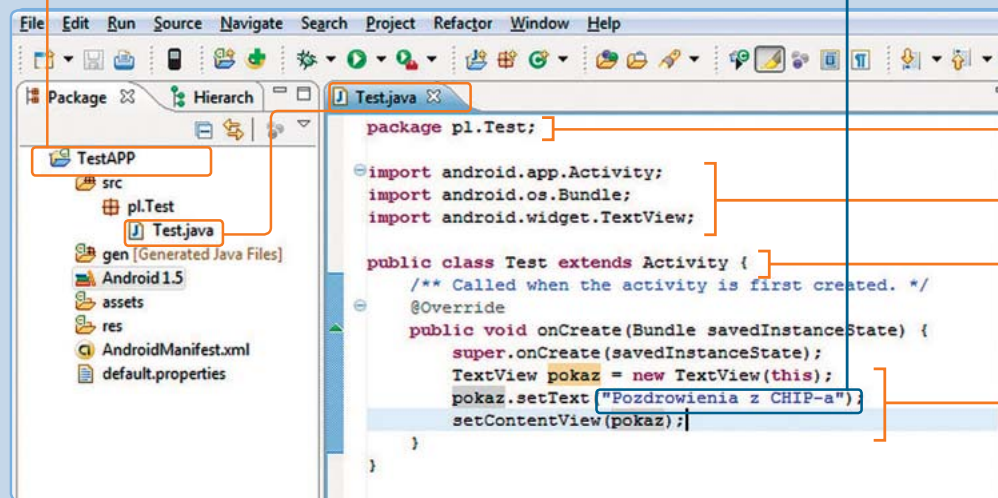 File Edit Run Source Navigate Search Project Refactor Window Help
Package Hierarch
TestAPP
src
pl.Test
Test.java
gen [Generated Java Files]
Android 1.5
assets
res
AndroidManifest.xml
default.properties
Test.java
package pl.Test;
import android.app.Activity;
import android.os.Bundle;
import android.widget.TextView;
public class Test extends Activity {
/** Called when the activity is first created. */
@Override
public void onCreate(Bundle savedInstanceState) {
super.onCreate(savedInstanceState);
TextView pokaz = new TextView(this);
pokaz.setText("Pozdrowienia z CHIP-a");
setContentView(pokaz);
}
}